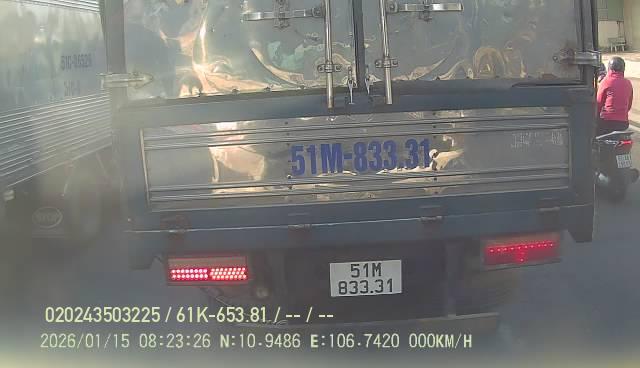 51M-833.31
51M
833.31
020243503225 / 61K-653.81 / -- / --
2026/01/15 08:23:26 N:10.9486 E:106.7420 000KM/H